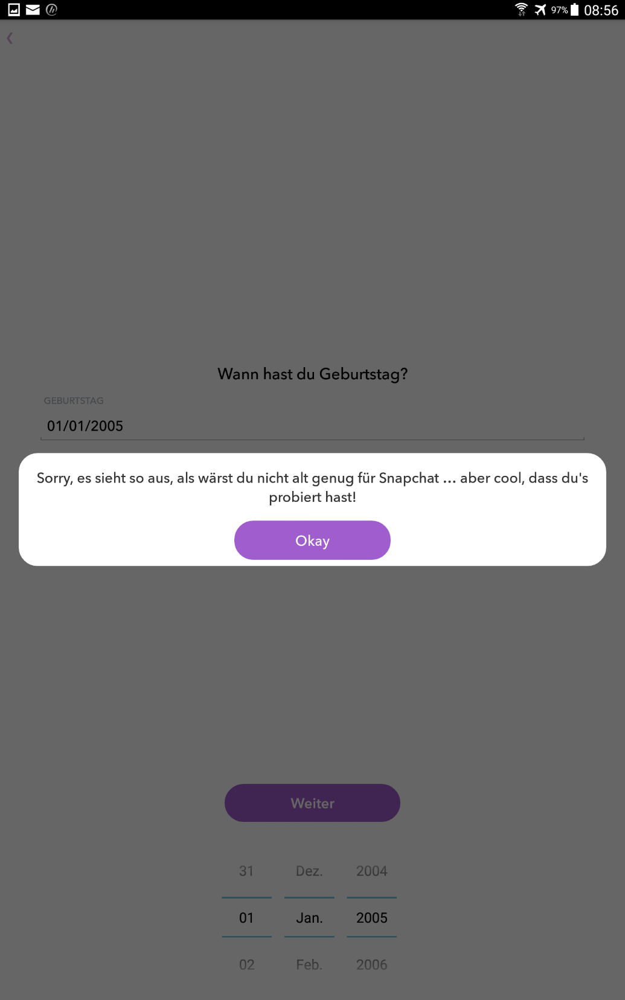 97% 08:56
Wann hast du Geburtstag?
GEBURTSTAG
01/01/2005
Sorry, es sieht so aus, als wärst du nicht alt genug für Snapchat ... aber cool, dass du's
probiert hast!
Okay
Weiter
31 Dez. 2004
01 Jan. 2005
02 Feb. 2006